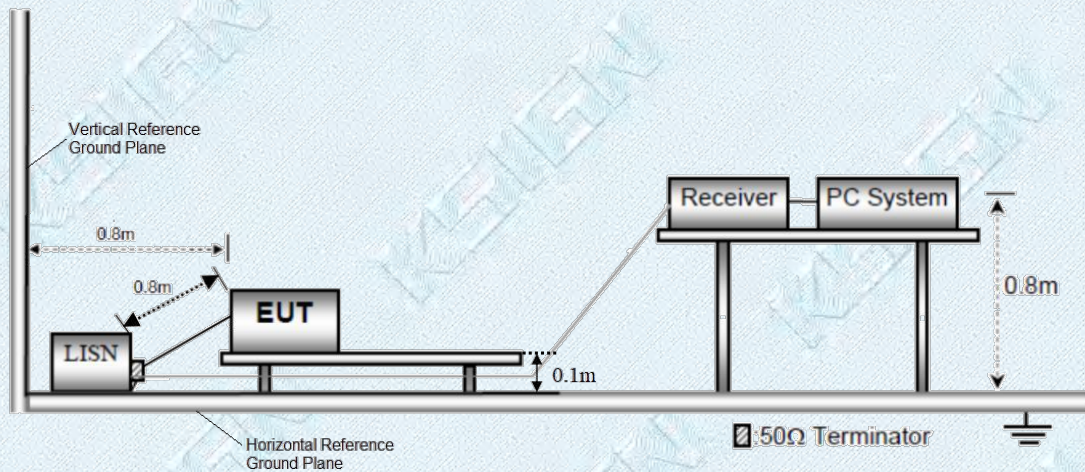 Vertical Reference
Ground Plane
0.8m
0.8m
EUT
LISN
0.1m
Receiver
PC System
0.8m
:50Ω Terminator
Horizontal Reference
Ground Plane